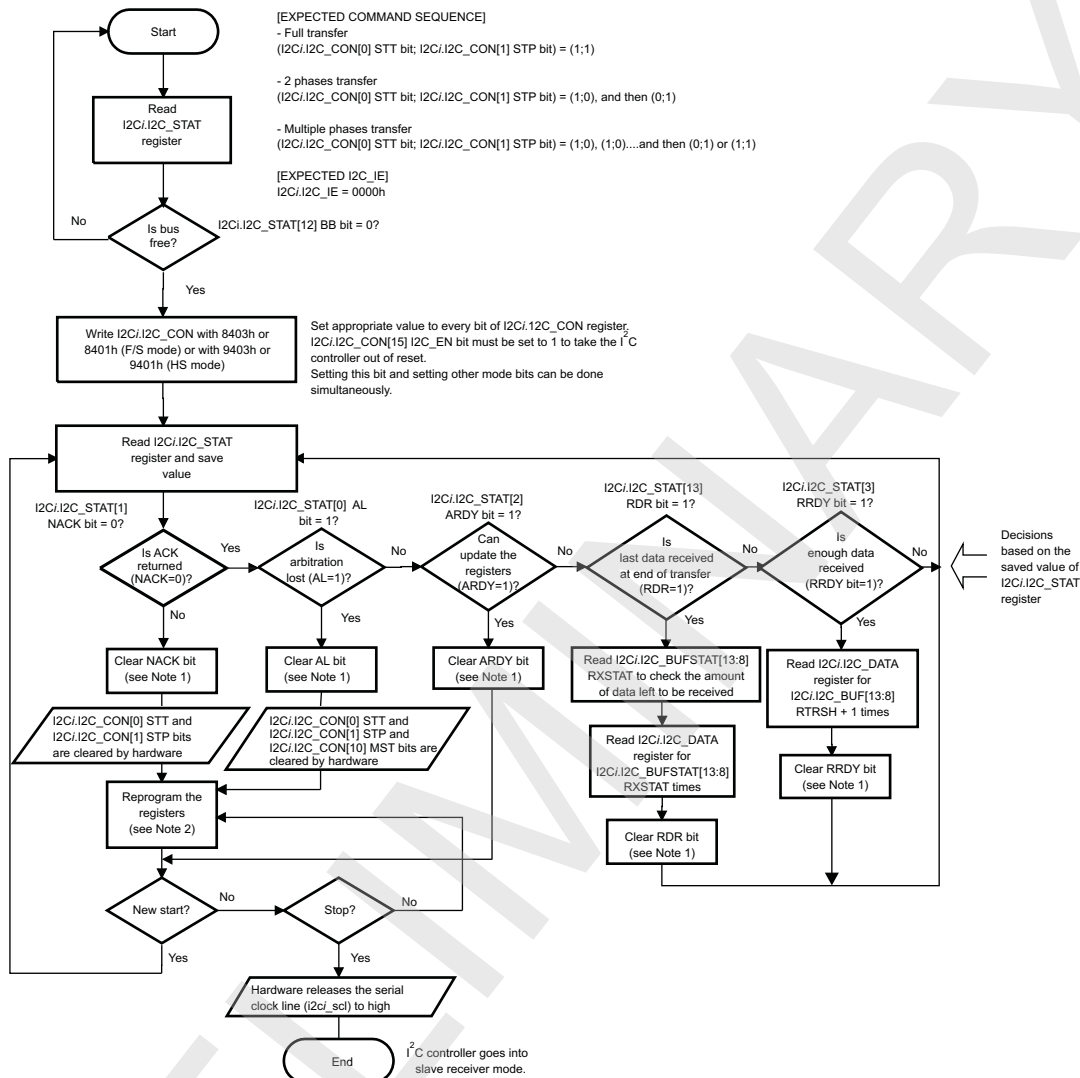 Start
[EXPECTED COMMAND SEQUENCE]
- Full transfer
(I2Ci.I2C_CON[0] STT bit; I2Ci.I2C_CON[1] STP bit) = (1;1)
- 2 phases transfer
(I2Ci.I2C_CON[0] STT bit; I2Ci.I2C_CON[1] STP bit) = (1;0), and then (0;1)
- Multiple phases transfer
(I2Ci.I2C_CON[0] STT bit; I2Ci.I2C_CON[1] STP bit) = (1;0), (1;0)....and then (0;1) or (1;1)
[EXPECTED I2C_IE]
I2Ci.I2C_IE = 0000h
Read
I2Ci.I2C_STAT
register
No
Is bus
free?
I2Ci.I2C_STAT[12] BB bit = 0?
Yes
Write I2Ci.I2C_CON with 8403h or
8401h (F/S mode) or with 9403h or
9401h (HS mode)
Set appropriate value to every bit of I2Ci.12C_CON register.
I2Ci.I2C_CON[15] I2C_EN bit must be set to 1 to take the I2C
controller out of reset.
Setting this bit and setting other mode bits can be done
simultaneously.
Read I2Ci.I2C_STAT
register and save
value
I2Ci.I2C_STAT[1]
NACK bit = 0?
I2Ci.I2C_STAT[0] AL
bit = 1?
I2Ci.I2C_STAT[2]
ARDY bit = 1?
I2Ci.I2C_STAT[13]
RDR bit = 1?
I2Ci.I2C_STAT[3]
RRDY bit = 1?
Is ACK
returned
(NACK=0)?
Yes
Is
arbitration
lost (AL=1)?
No
Can
update the
registers
(ARDY=1)?
No
Is
last data received
at end of transfer
(RDR=1)?
No
Is
enough data
received
(RRDY bit=1)?
No
Decisions
based on the
saved value of
I2Ci.I2C_STAT
register
No
Yes
Yes
Yes
Yes
Clear NACK bit
(see Note 1)
Clear AL bit
(see Note 1)
Clear ARDY bit
(see Note 1)
Read I2Ci.I2C_BUFSTAT[13:8]
RXSTAT to check the amount
of data left to be received
Read I2Ci.I2C_DATA
register for
I2Ci.I2C_BUF[13:8]
RTRSH + 1 times
I2Ci.I2C_CON[0] STT and
I2Ci.I2C_CON[1] STP bits
are cleared by hardware
I2Ci.I2C_CON[0] STT and
I2Ci.I2C_CON[1] STP and
I2Ci.I2C_CON[10] MST bits are
cleared by hardware
Read I2Ci.I2C_DATA
register for
I2Ci.I2C_BUFSTAT[13:8]
RXSTAT times
Clear RRDY bit
(see Note 1)
Reprogram the
registers
(see Note 2)
Clear RDR bit
(see Note 1)
New start?
No
Stop?
No
Yes
Yes
Hardware releases the serial
clock line (i2ci_scl) to high
End
I2C controller goes into
slave receiver mode.